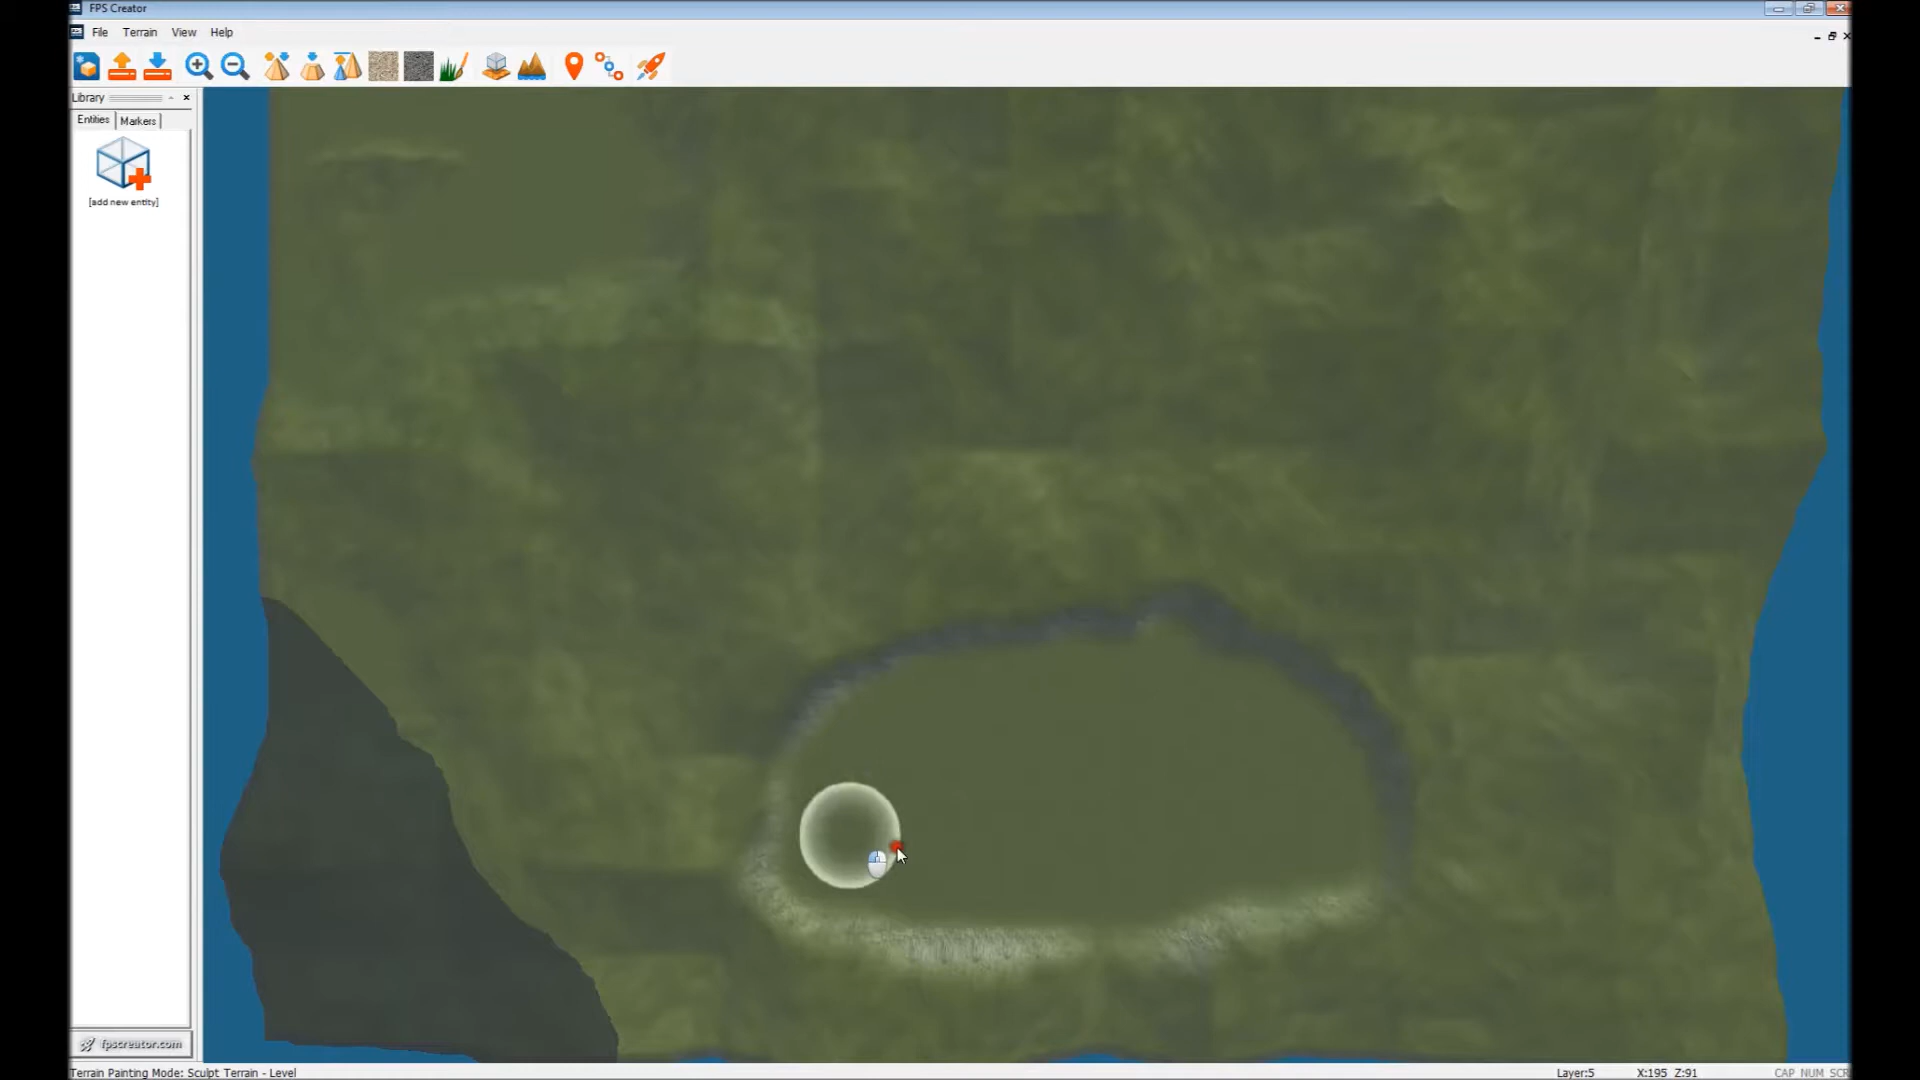 FPS Creator
File Terrain View Help
Library
Entities Markers
[add new entity]
fpscreator.com
Terrain Painting Mode: Sculpt Terrain - Level Layer:5 X:195 Z:91 CAP NUM SCR